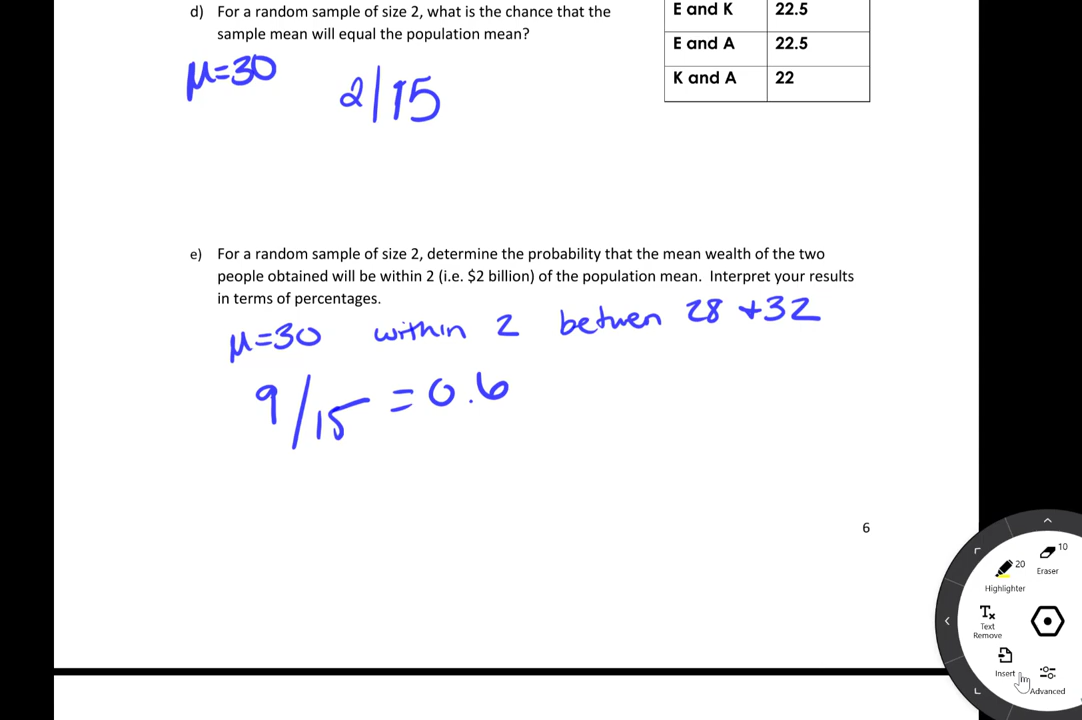 d) For a random sample of size 2, what is the chance that the
sample mean will equal the population mean?
E and K 22.5
E and A 22.5
K and A 22
μ=30 2/15
e) For a random sample of size 2, determine the probability that the mean wealth of the two
people obtained will be within 2 (i.e. $2 billion) of the population mean. Interpret your results
in terms of percentages.
μ=30 within 2 betwen 28 +32
9/15 = 0.6
6
10
Eraser
20
Highlighter
Tx
Text
Remove
Insert
Advanced